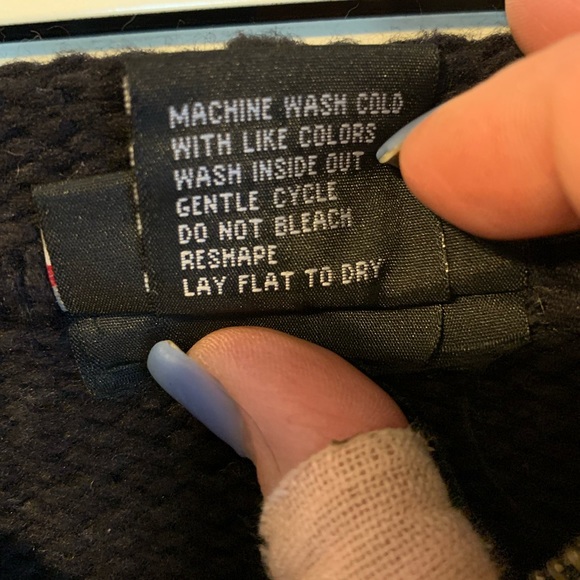 MACHINE WASH COLD
WITH LIKE COLORS
WASH INSIDE OUT
GENTLE CYCLE
DO NOT BLEACH
RESHAPE
LAY FLAT TO DRY